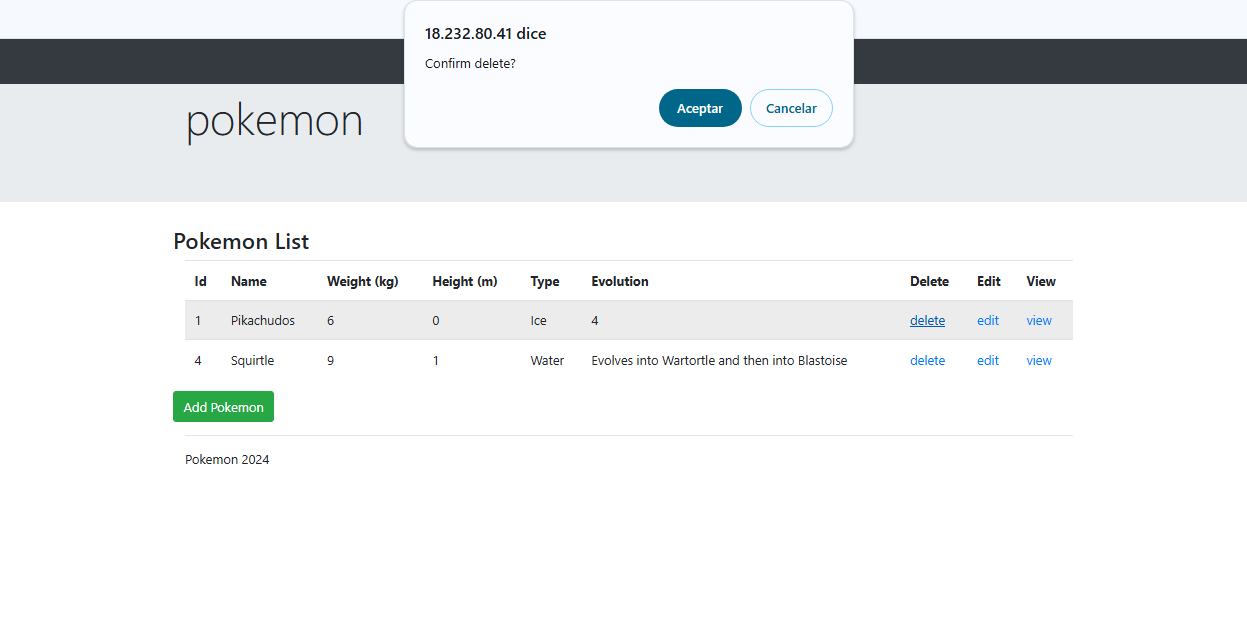 18.232.80.41 dice
Confirm delete?
Aceptar Cancelar
pokemon
Pokemon List
Id Name Weight (kg) Height (m) Type Evolution Delete Edit View
1 Pikachudos 6 0 Ice 4 delete edit view
4 Squirtle 9 1 Water Evolves into Wartortle and then into Blastoise delete edit view
Add Pokemon
Pokemon 2024